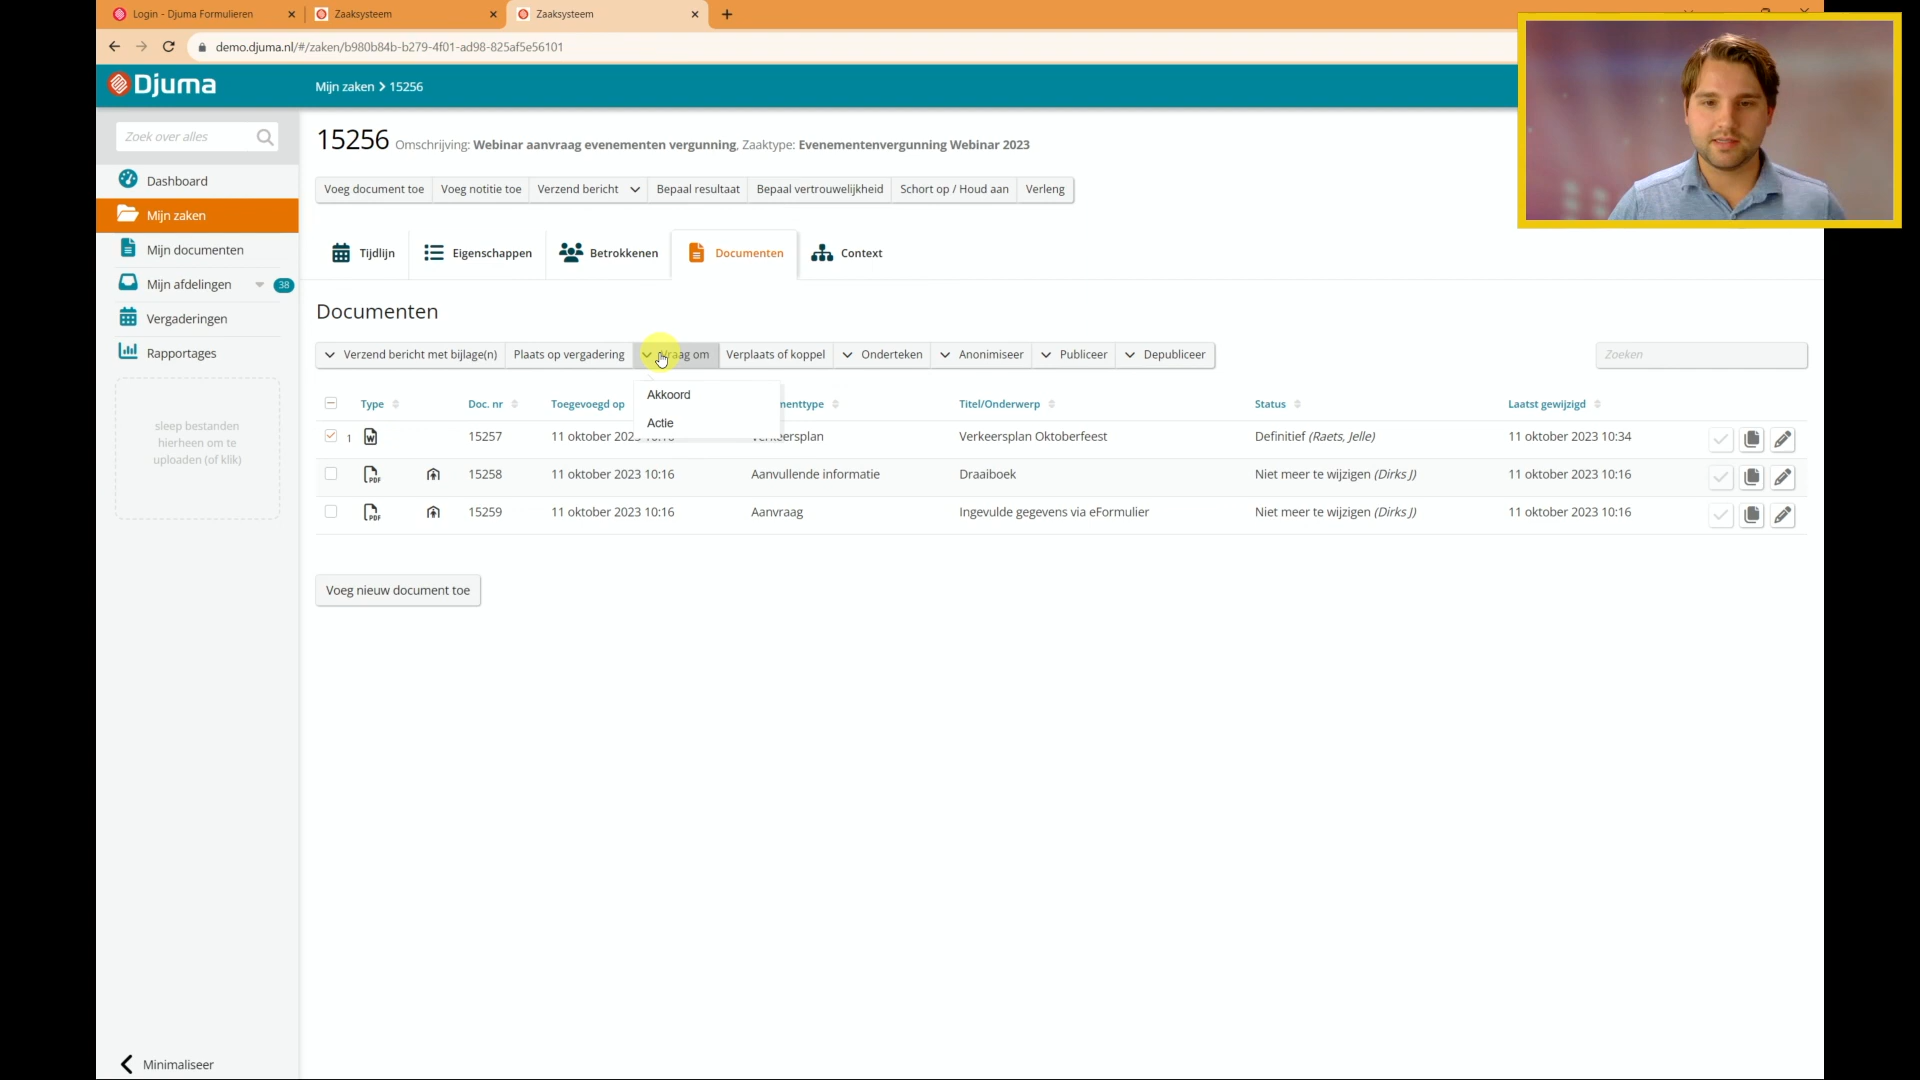 Login - Djuma Formulieren
Zaaksysteem
Zaaksysteem
demo.djuma.nl/#/zaken/b980b84b-b279-4f01-ad98-825af5e56101
Djuma
Mijn zaken > 15256
Zoek over alles
15256 Omschrijving: Webinar aanvraag evenementen vergunning, Zaaktype: Evenementenvergunning Webinar 2023
Voeg document toe Voeg notitie toe Verzend bericht Bepaal resultaat Bepaal vertrouwelijkheid Schort op / Houd aan Verleng
Dashboard
Mijn zaken
Mijn documenten
Mijn afdelingen 38
Vergaderingen
Rapportages
sleep bestanden
hierheen om te
uploaden (of klik)
Tijdlijn Eigenschappen Betrokkenen Documenten Context
Documenten
Verzend bericht met bijlage(n) Plaats op vergadering Vraag om Verplaats of koppel Onderteken Anonimiseer Publiceer Depubliceer Zoeken
Akkoord
Actie
Type Doc. nr Toegevoegd op Titel/Onderwerp Status Laatst gewijzigd
1 15257 11 oktober Verkeersplan Oktoberfeest Definitief (Raets, Jelle) 11 oktober 2023 10:34
PDF 15258 11 oktober 2023 10:16 Aanvullende informatie Draaiboek Niet meer te wijzigen (Dirks J) 11 oktober 2023 10:16
PDF 15259 11 oktober 2023 10:16 Aanvraag Ingevulde gegevens via eFormulier Niet meer te wijzigen (Dirks J) 11 oktober 2023 10:16
Voeg nieuw document toe
Minimaliseer